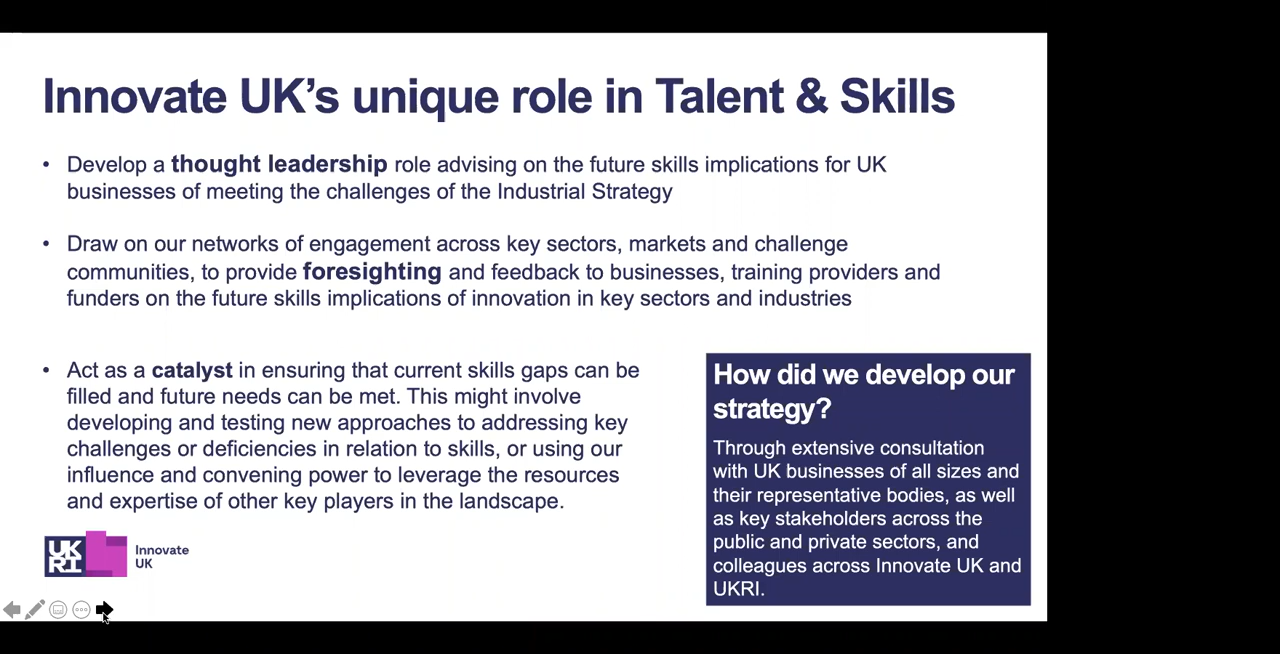 Innovate UK’s unique role in Talent & Skills
• Develop a thought leadership role advising on the future skills implications for UK
businesses of meeting the challenges of the Industrial Strategy
• Draw on our networks of engagement across key sectors, markets and challenge
communities, to provide foresighting and feedback to businesses, training providers and
funders on the future skills implications of innovation in key sectors and industries
• Act as a catalyst in ensuring that current skills gaps can be
filled and future needs can be met. This might involve
developing and testing new approaches to addressing key
challenges or deficiencies in relation to skills, or using our
influence and convening power to leverage the resources
and expertise of other key players in the landscape.
How did we develop our
strategy?
Through extensive consultation
with UK businesses of all sizes and
their representative bodies, as well
as key stakeholders across the
public and private sectors, and
colleagues across Innovate UK and
UKRI.
UK
RI
Innovate
UK